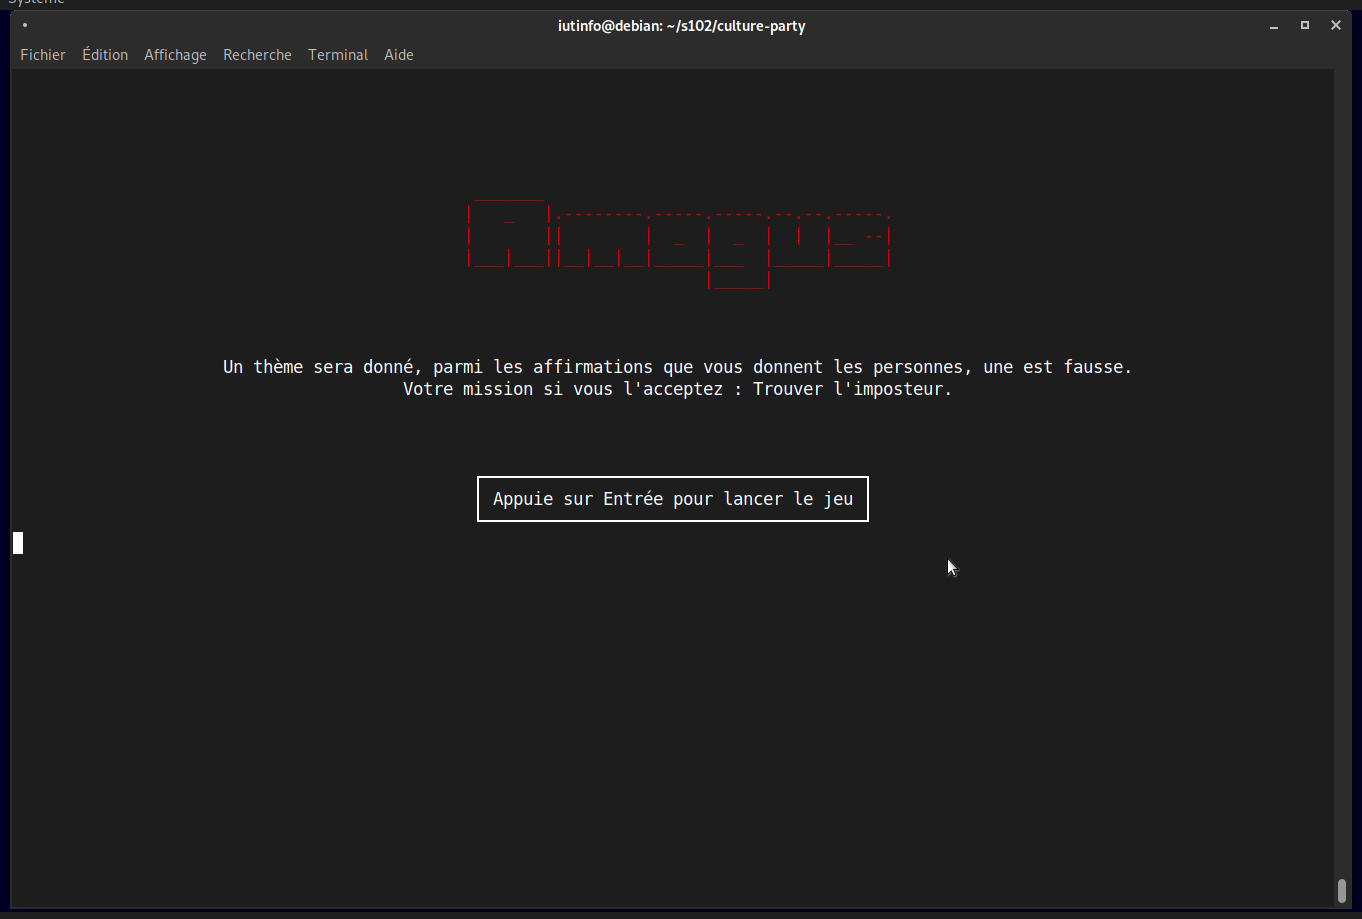 Système
iutinfo@debian: ~/s102/culture-party
Fichier Édition Affichage Recherche Terminal Aide
Amogus
Un thème sera donné, parmi les affirmations que vous donnent les personnes, une est fausse.
Votre mission si vous l'acceptez : Trouver l'imposteur.
Appuie sur Entrée pour lancer le jeu